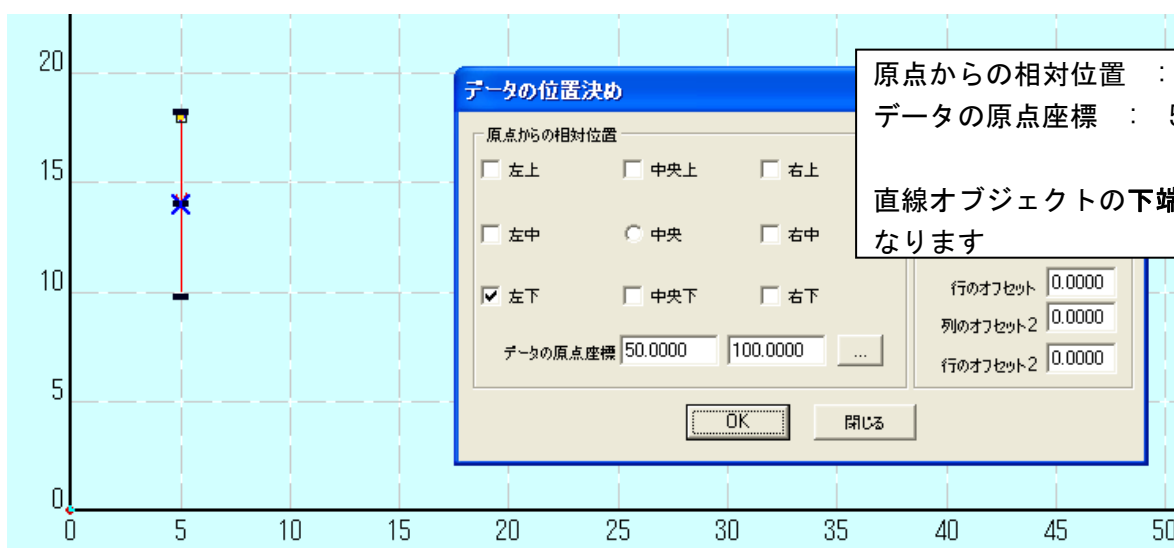 20
15
10
5
0
0 5 10 15 20 25 30 35 40 45 50
データの位置決め
原点からの相対位置
左上 中央上 右上
左中 中央 右中
左下 中央下 右下
データの原点座標 50.0000 100.0000 ...
行のオフセット 0.0000
列のオフセット2 0.0000
行のオフセット2 0.0000
OK 閉じる
原点からの相対位置 :
データの原点座標 : 5
直線オブジェクトの下端
なります